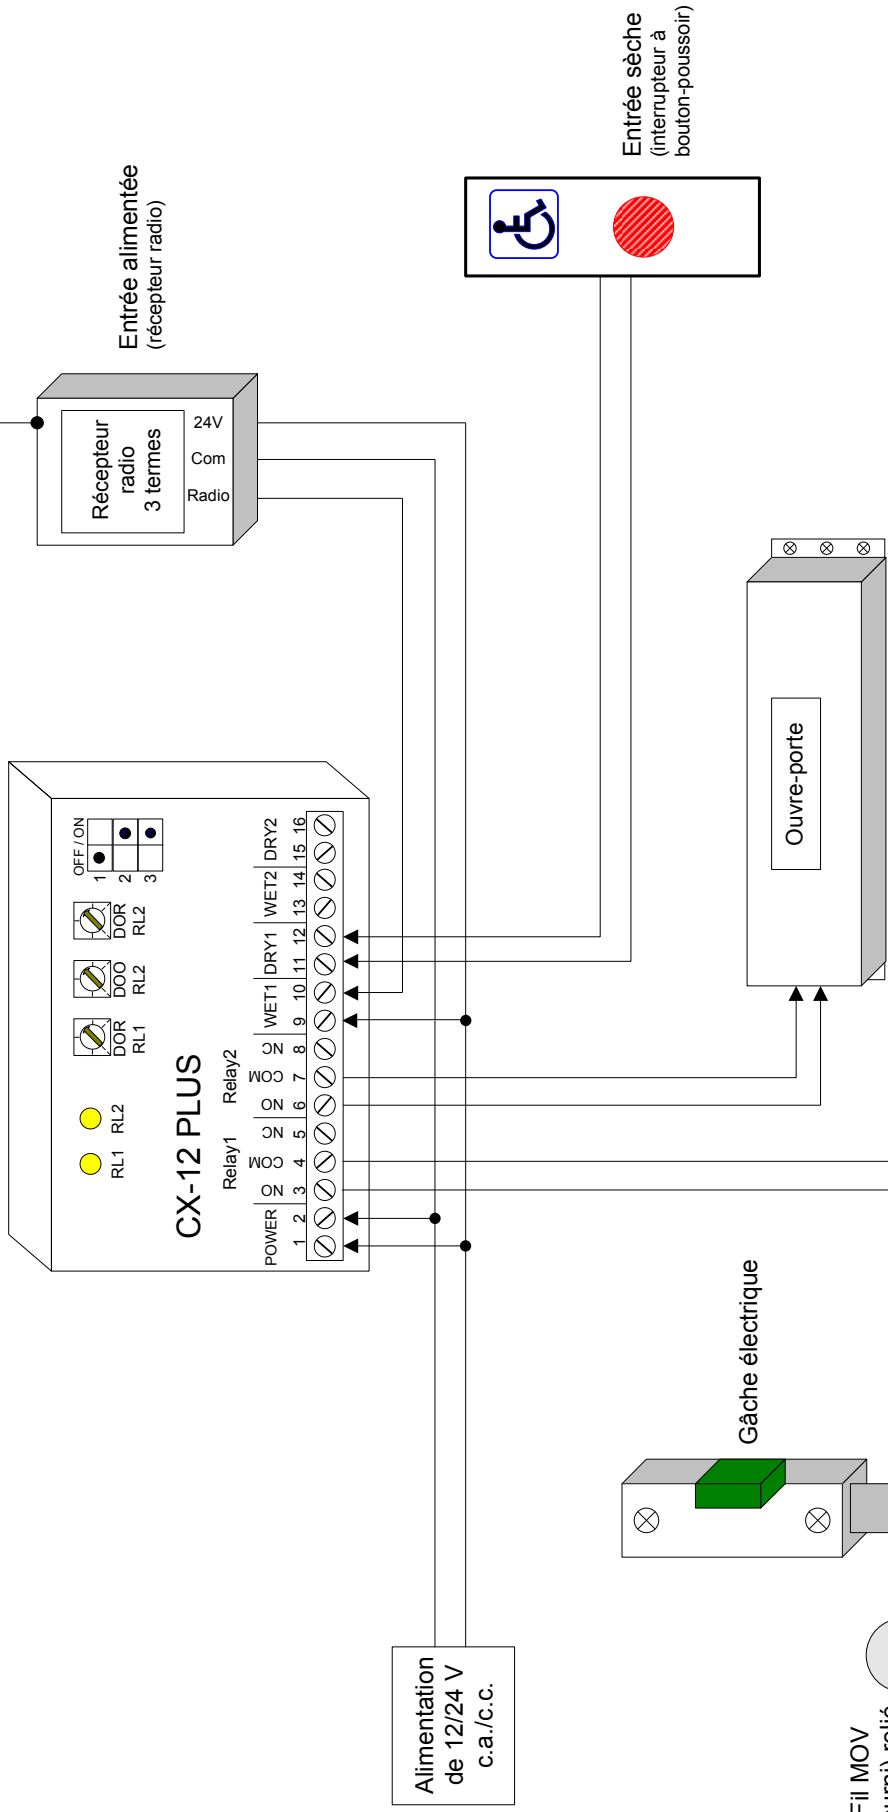 Entrée sèche
(interrupteur à
bouton-poussoir)
Entrée alimentée
(récepteur radio)
Récepteur
radio
3 termes
24V
Com
Radio
OFF / ON
1
2
3
DOR
RL2
DOO
RL2
DOR
RL1
RL2
RL1
CX-12 PLUS
Relay1
Relay2
POWER
NO
COM
NC
NO
COM
NC
WET1
DRY1
WET2
DRY2
1 2 3 4 5 6 7 8 9 10 11 12 13 14 15 16
Ouvre-porte
Gâche électrique
Alimentation
de 12/24 V
c.a./c.c.
Fil MOV
relié